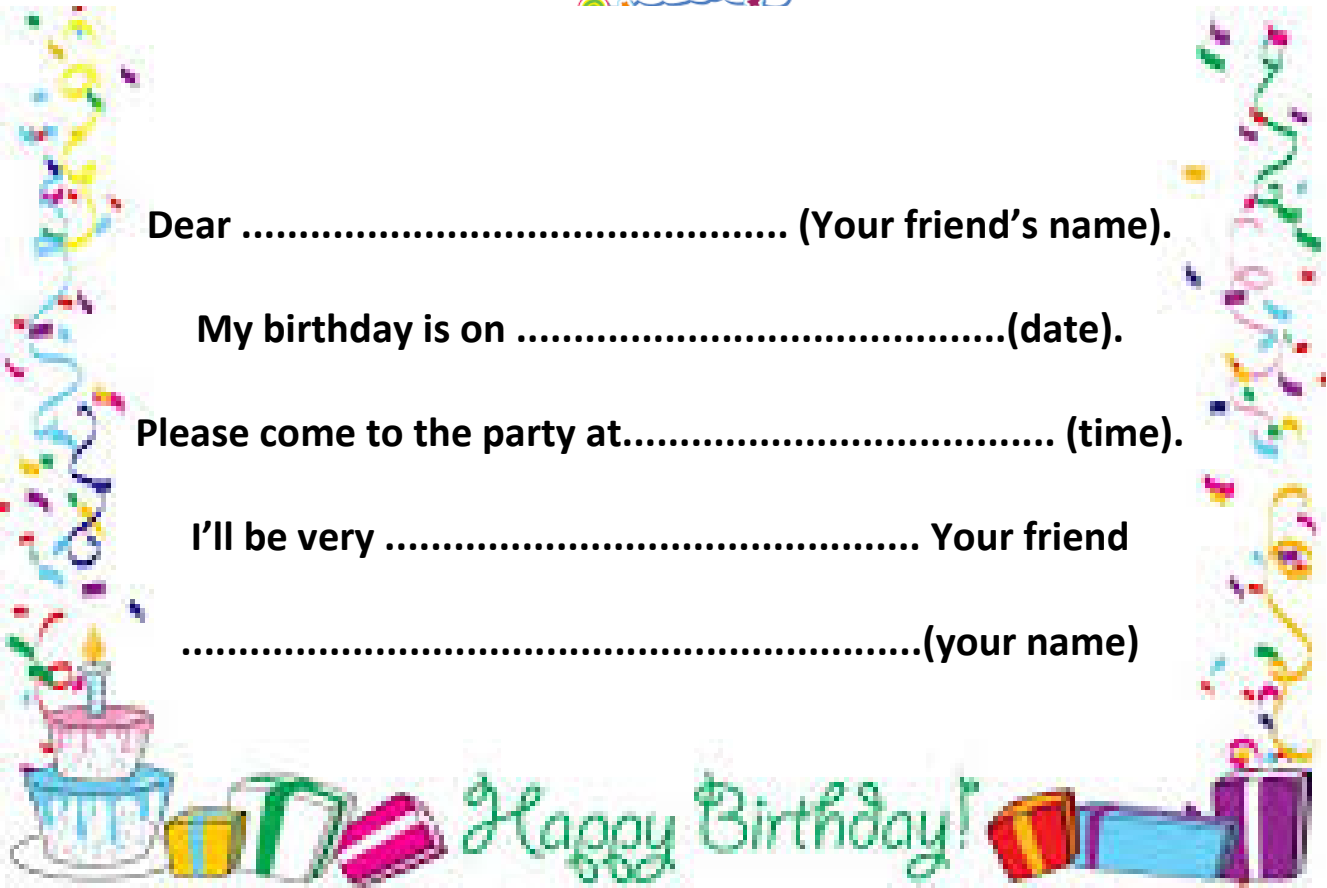 Dear ................................................ (Your friend’s name).
My birthday is on ...........................................(date).
Please come to the party at...................................... (time).
I’ll be very ............................................... Your friend
.................................................................(your name)
Happy Birthday!